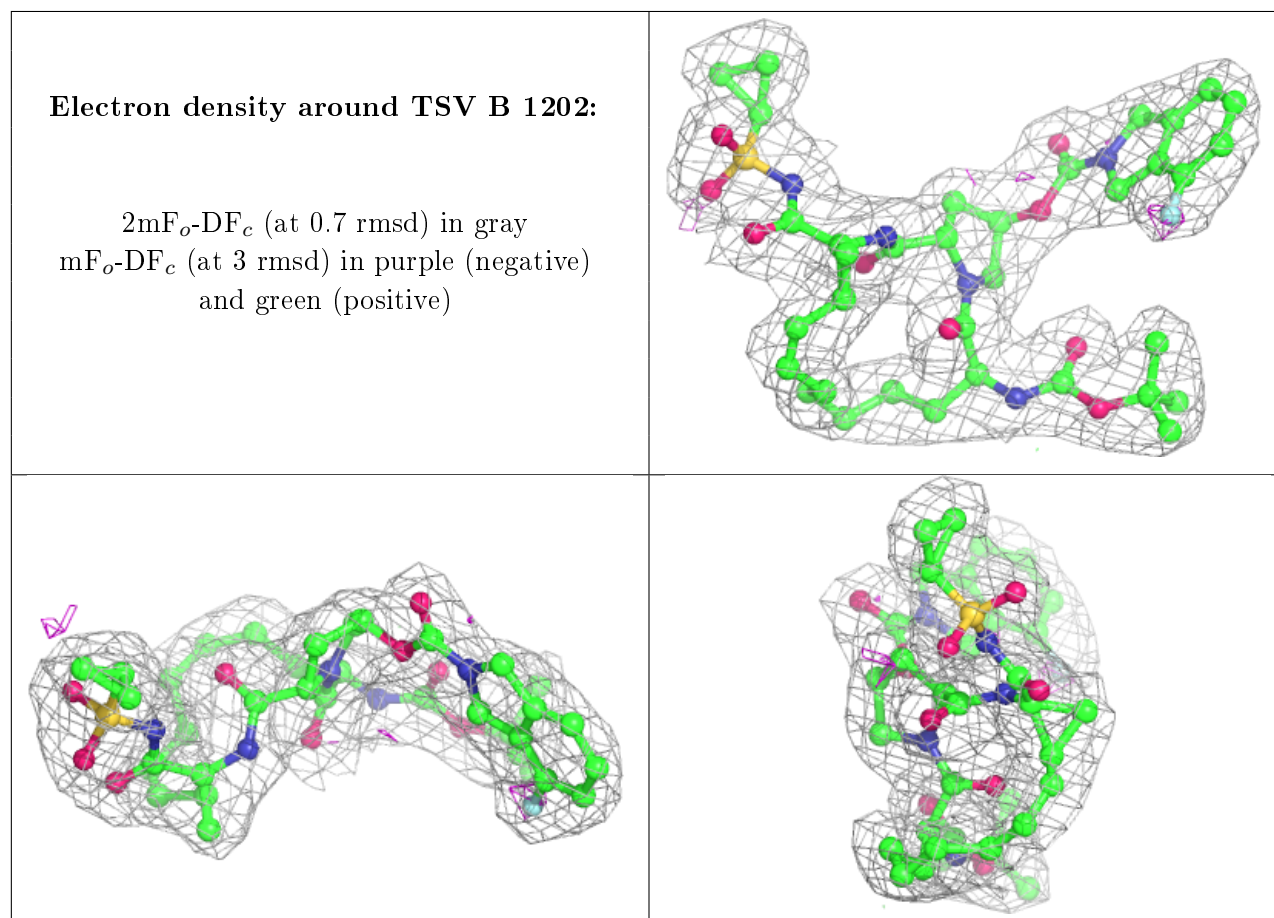 Electron density around TSV B 1202:
2mFo-DFc (at 0.7 rmsd) in gray
mFo-DFc (at 3 rmsd) in purple (negative)
and green (positive)